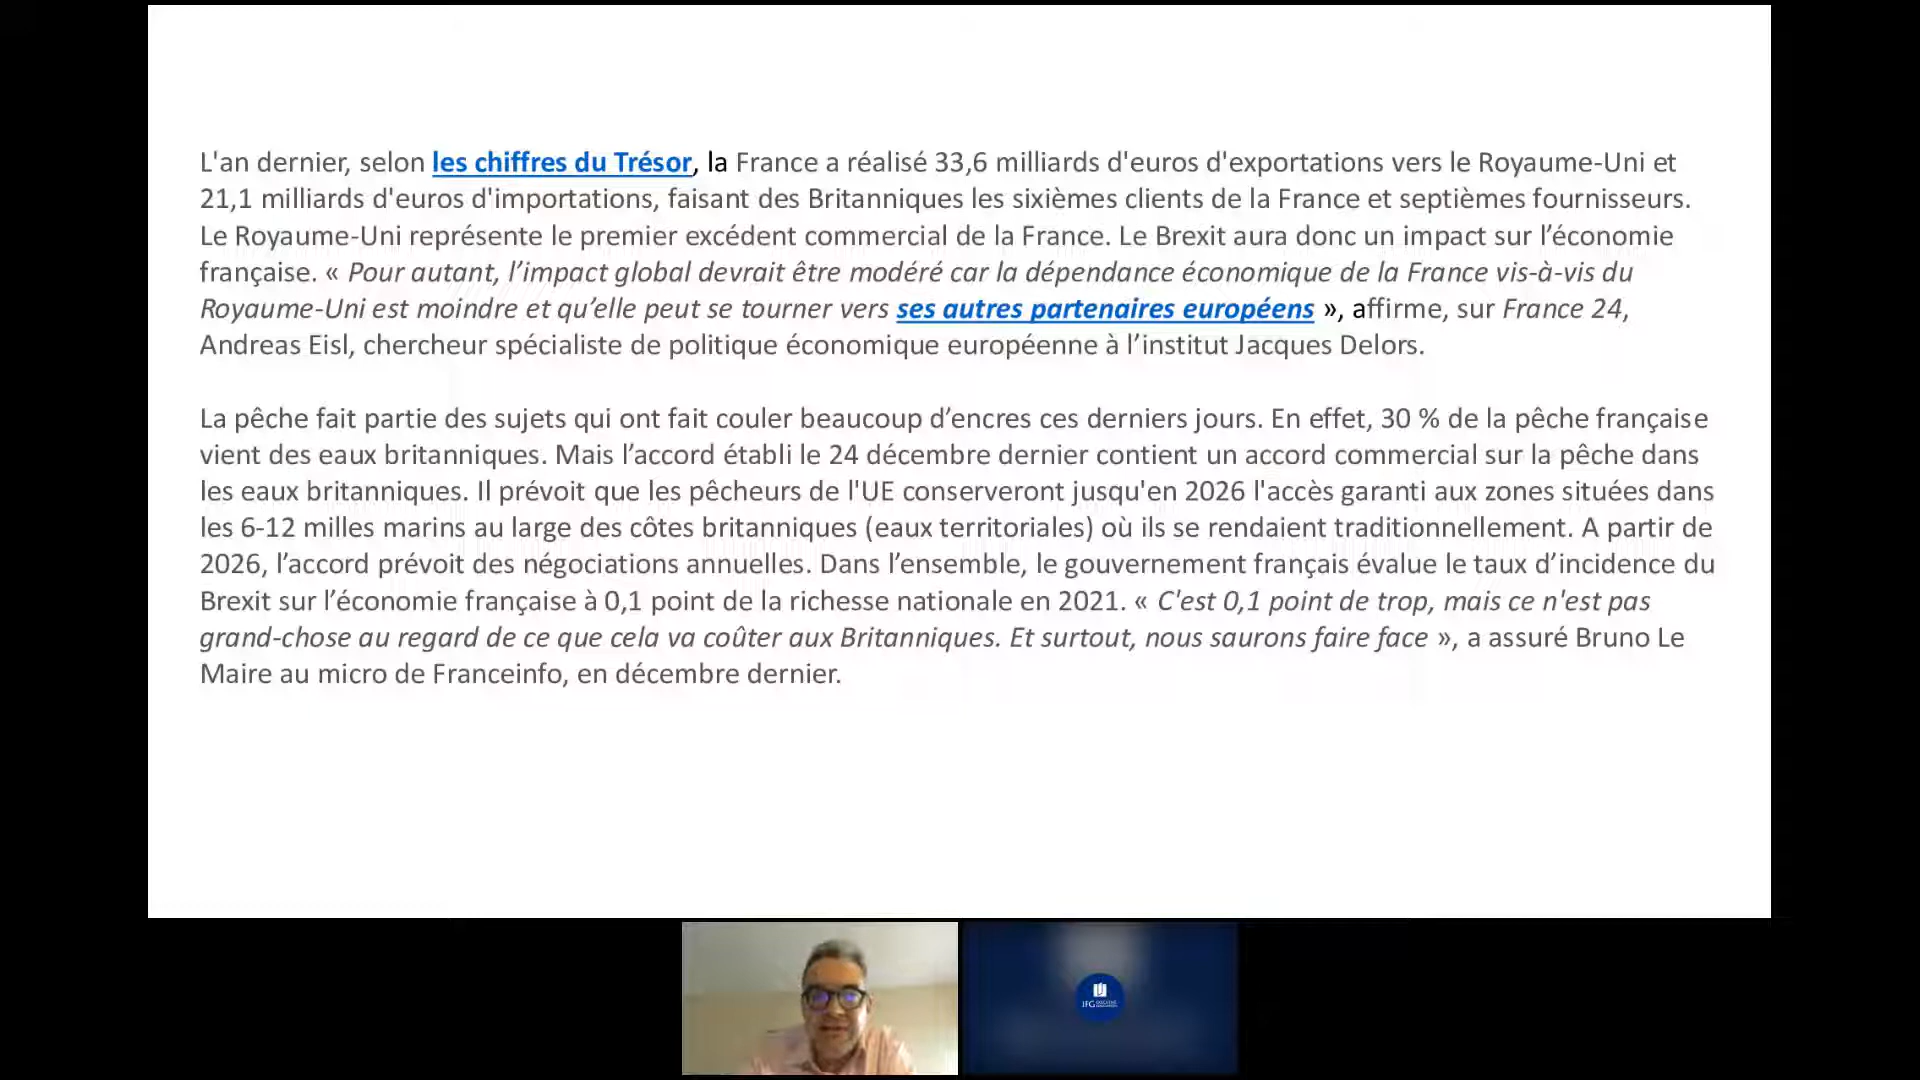 L'an dernier, selon les chiffres du Trésor, la France a réalisé 33,6 milliards d'euros d'exportations vers le Royaume-Uni et
21,1 milliards d'euros d'importations, faisant des Britanniques les sixièmes clients de la France et septièmes fournisseurs.
Le Royaume-Uni représente le premier excédent commercial de la France. Le Brexit aura donc un impact sur l’économie
française. « Pour autant, l’impact global devrait être modéré car la dépendance économique de la France vis-à-vis du
Royaume-Uni est moindre et qu’elle peut se tourner vers ses autres partenaires européens », affirme, sur France 24,
Andreas Eisl, chercheur spécialiste de politique économique européenne à l’institut Jacques Delors.
La pêche fait partie des sujets qui ont fait couler beaucoup d’encres ces derniers jours. En effet, 30 % de la pêche française
vient des eaux britanniques. Mais l’accord établi le 24 décembre dernier contient un accord commercial sur la pêche dans
les eaux britanniques. Il prévoit que les pêcheurs de l'UE conserveront jusqu'en 2026 l'accès garanti aux zones situées dans
les 6-12 milles marins au large des côtes britanniques (eaux territoriales) où ils se rendaient traditionnellement. A partir de
2026, l’accord prévoit des négociations annuelles. Dans l’ensemble, le gouvernement français évalue le taux d’incidence du
Brexit sur l’économie française à 0,1 point de la richesse nationale en 2021. « C'est 0,1 point de trop, mais ce n'est pas
grand-chose au regard de ce que cela va coûter aux Britanniques. Et surtout, nous saurons faire face », a assuré Bruno Le
Maire au micro de Franceinfo, en décembre dernier.